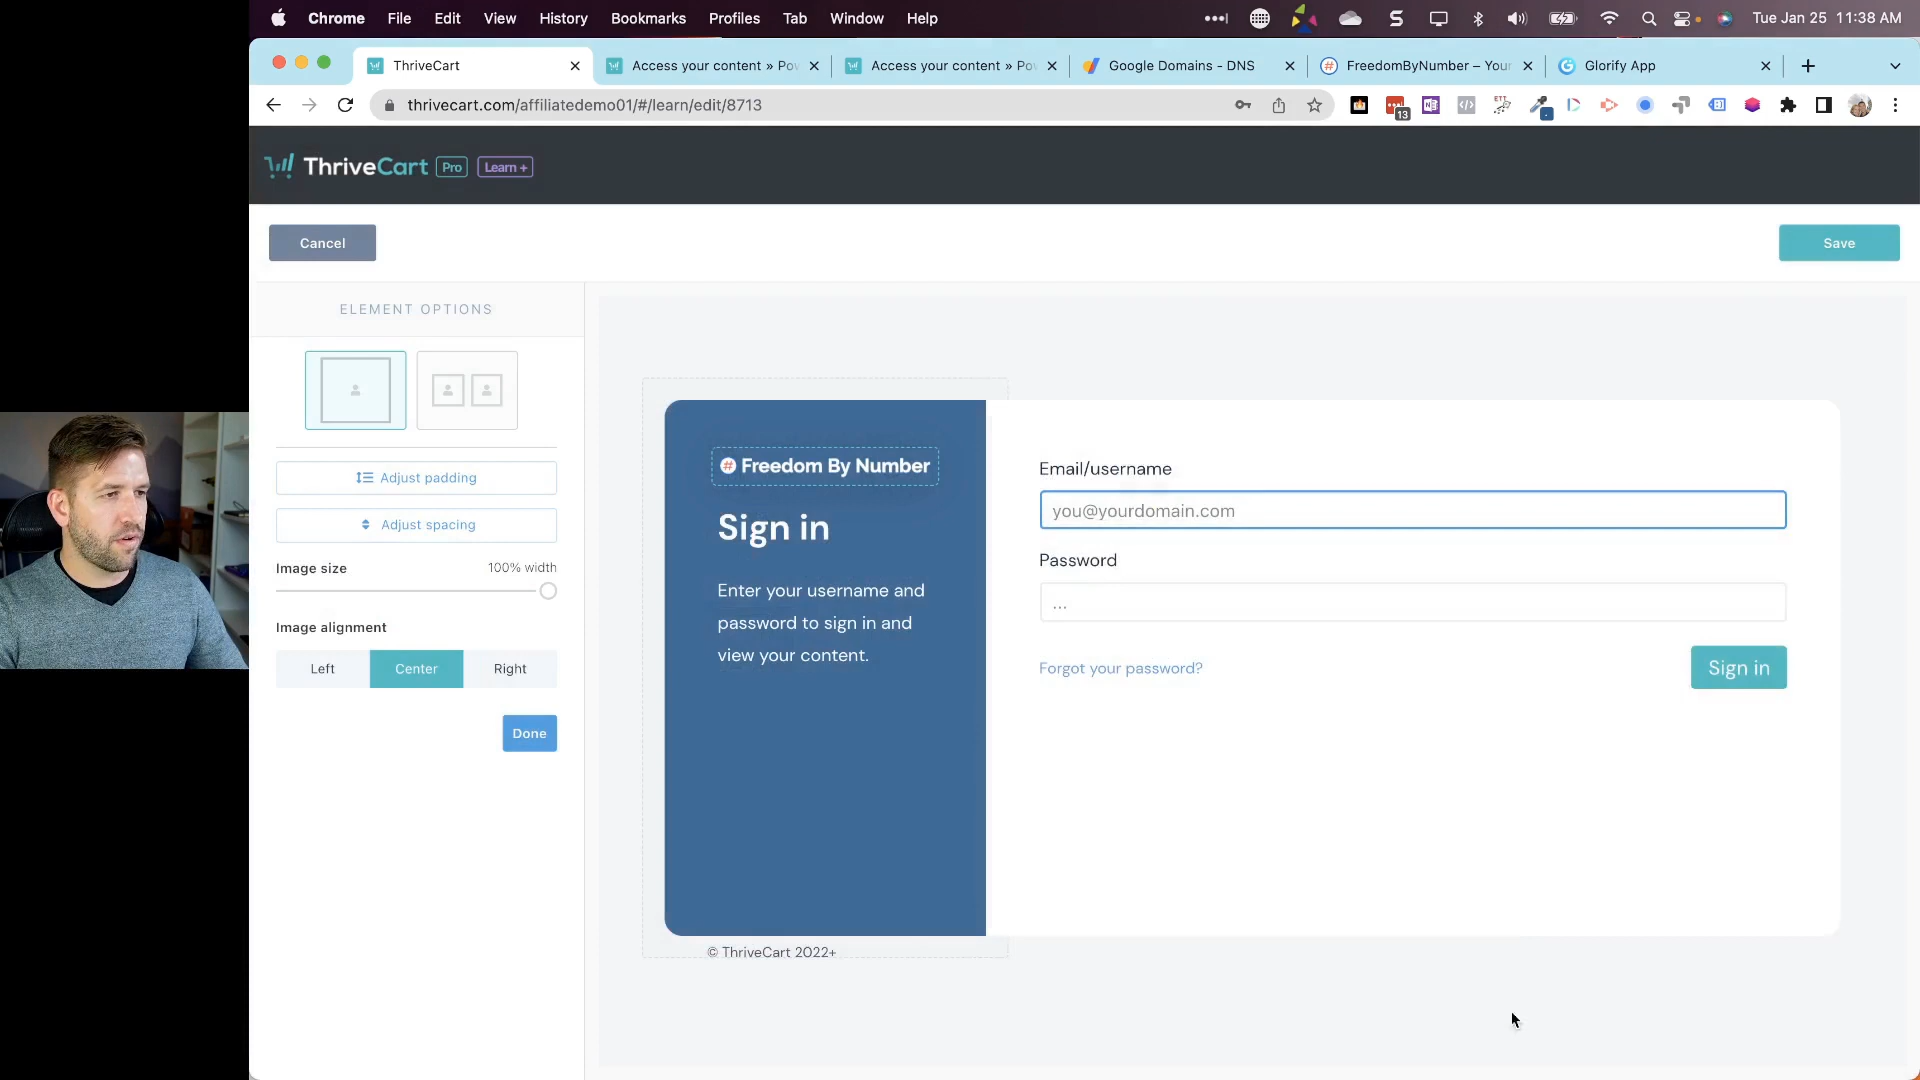 Chrome File Edit View History Bookmarks Profiles Tab Window Help
Tue Jan 25 11:38 AM
ThriveCart
Access your content » Po
Access your content » Po
Google Domains - DNS
FreedomByNumber – Your
Glorify App
thrivecart.com/affiliatedemo01/#/learn/edit/8713
13
ThriveCart Pro Learn +
Cancel
Save
ELEMENT OPTIONS
Adjust padding
Adjust spacing
Image size 100% width
Image alignment
Left Center Right
Done
# Freedom By Number
Sign in
Enter your username and
password to sign in and
view your content.
© ThriveCart 2022+
Email/username
you@yourdomain.com
Password
...
Forgot your password?
Sign in